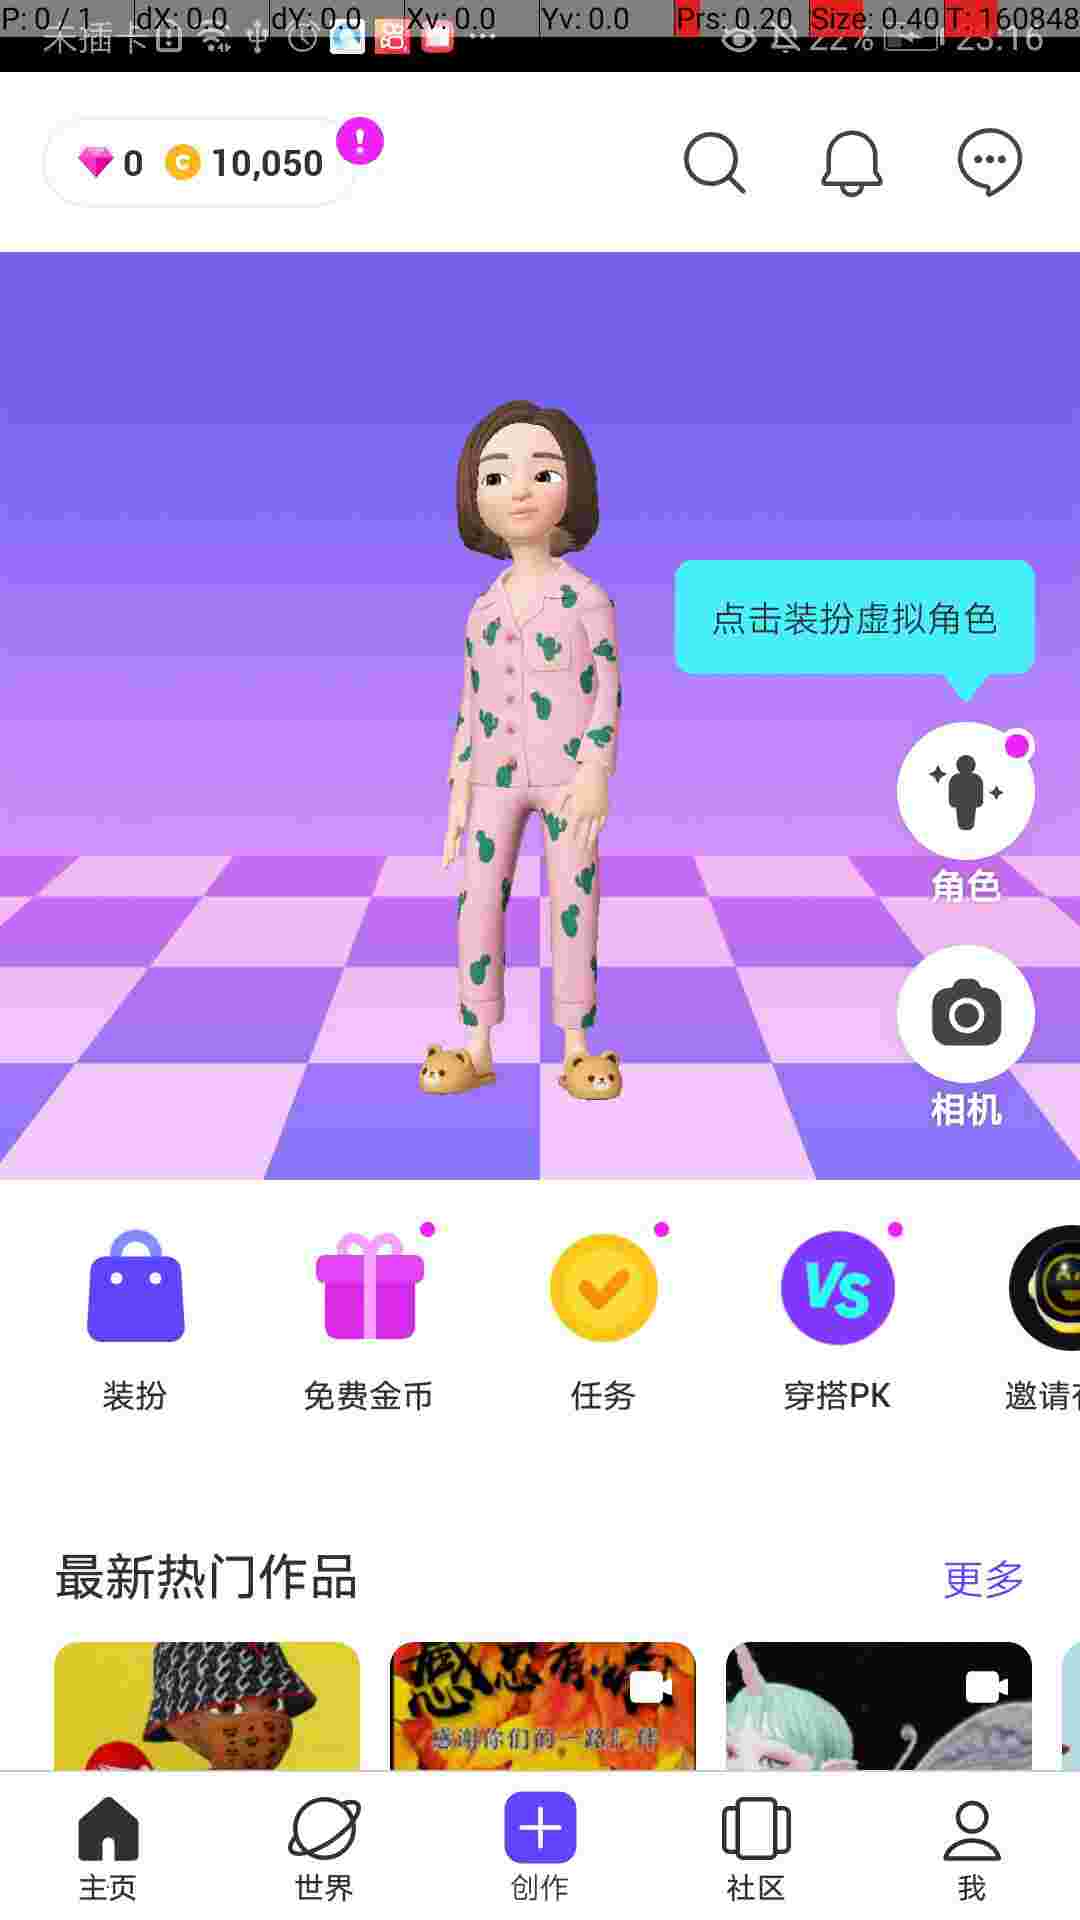 P: 0 / 1 dX: 0.0 dY: 0.0 Xv: 0.0 Yv: 0.0 Prs: 0.20 Size: 0.40 T: 160848
未插卡 22% 23:16
0 10,050
点击装扮虚拟角色
角色
相机
VS
装扮 免费金币 任务 穿搭PK 邀请
最新热门作品 更多
感恩有
感谢你们的一路
主页 世界 创作 社区 我